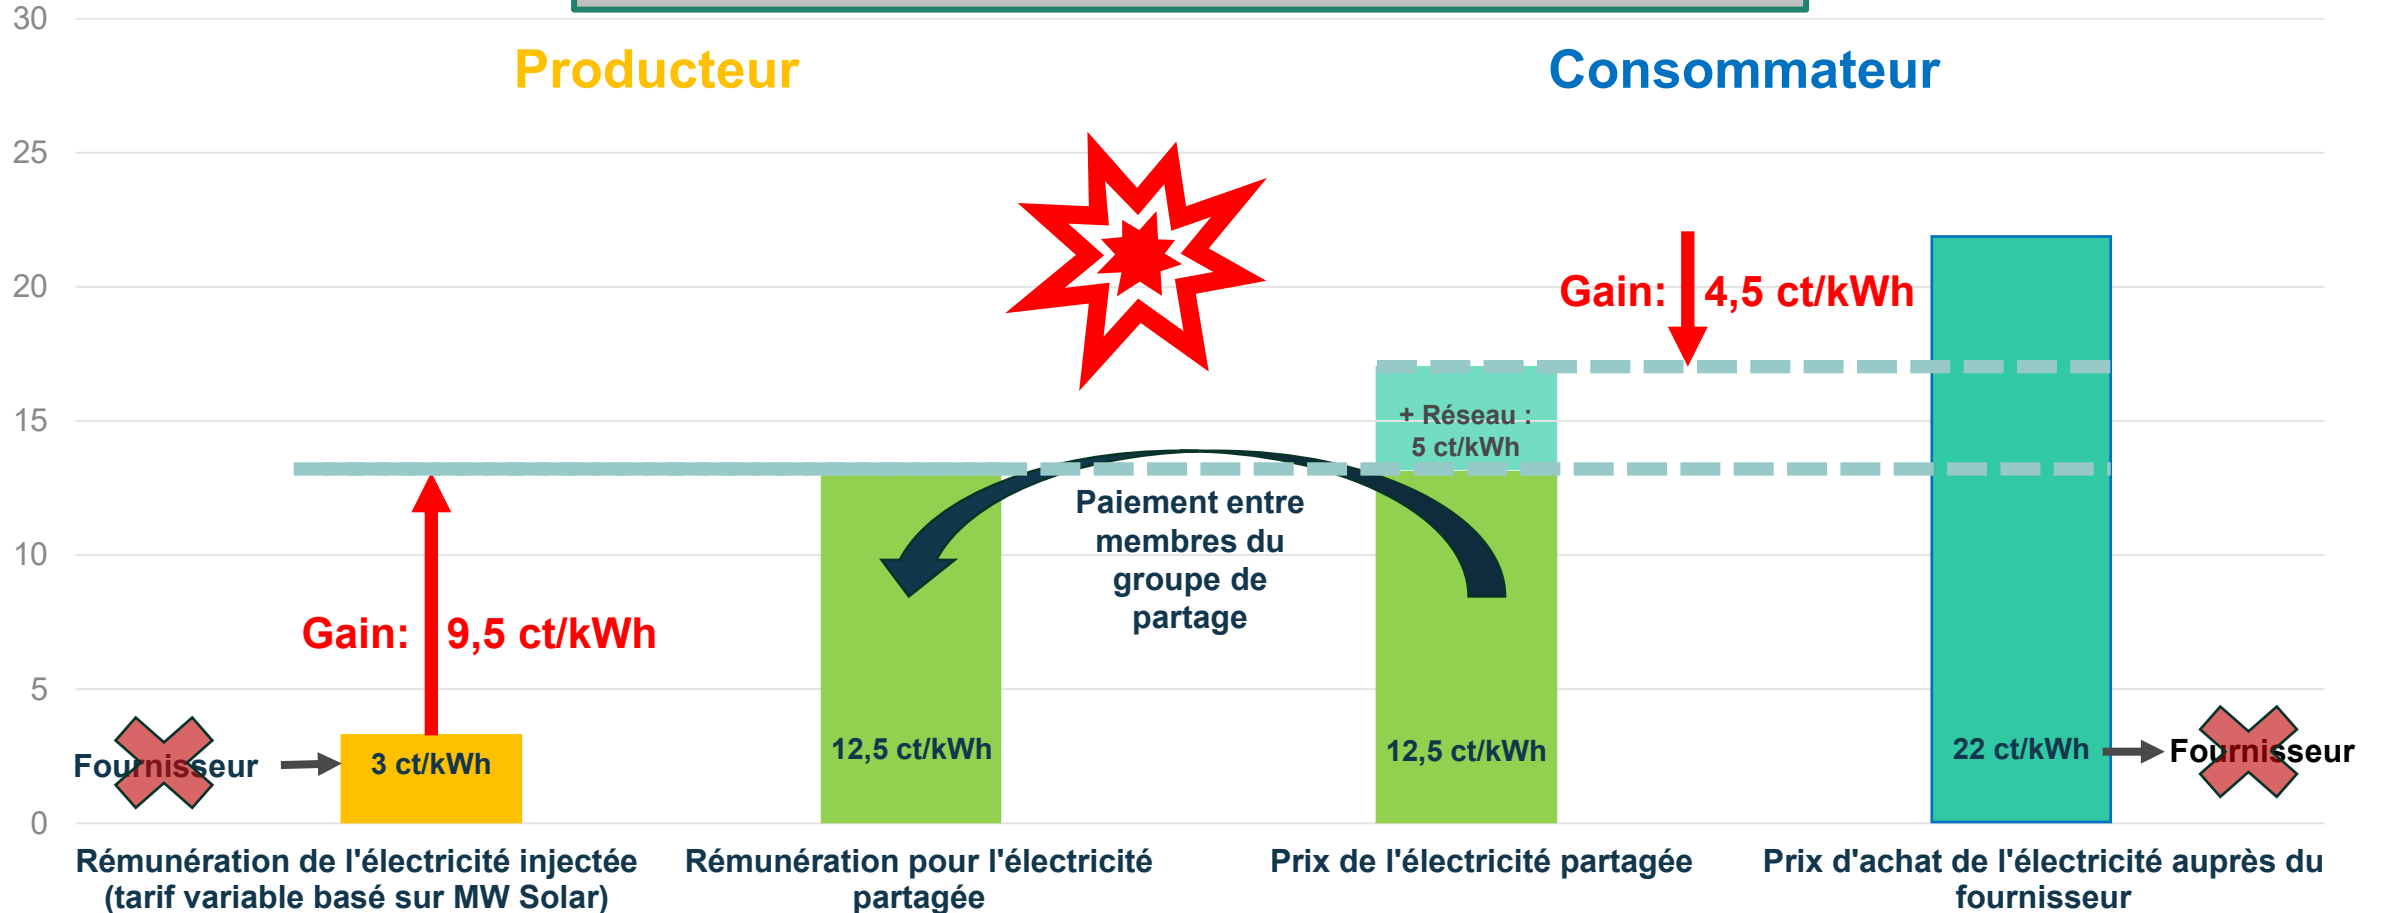 30
25
20
15
10
5
0
Producteur
Consommateur
Gain: 4,5 ct/kWh
+ Réseau :
5 ct/kWh
Paiement entre
membres du
groupe de
partage
Gain: 9,5 ct/kWh
Fournisseur
3 ct/kWh
12,5 ct/kWh
12,5 ct/kWh
22 ct/kWh
Fournisseur
Rémunération de l'électricité injectée
(tarif variable basé sur MW Solar)
Rémunération pour l'électricité
partagée
Prix de l'électricité partagée
Prix d'achat de l'électricité auprès du
fournisseur